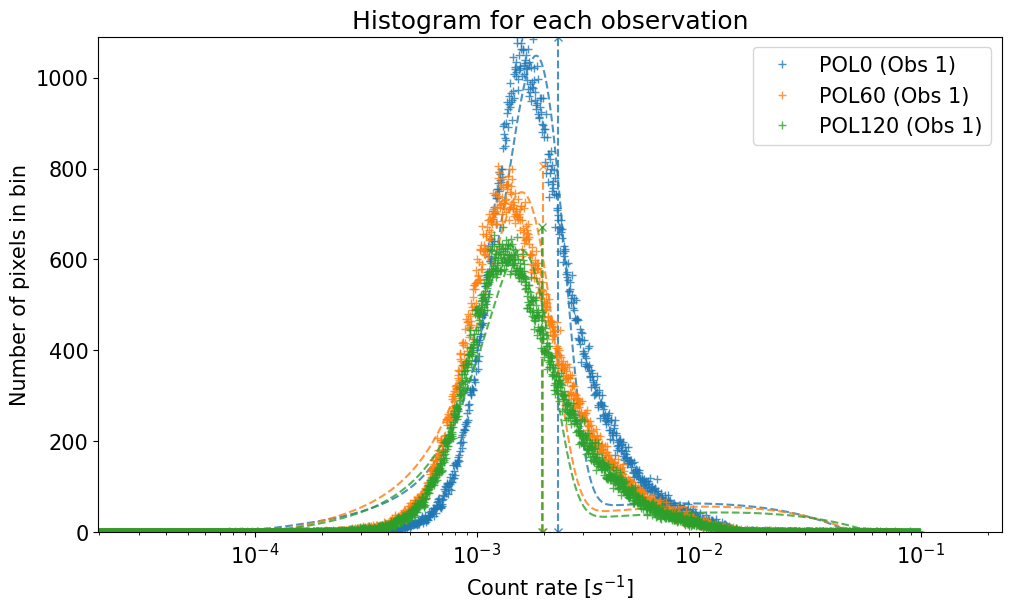 Histogram for each observation
POL0 (Obs 1)
POL60 (Obs 1)
POL120 (Obs 1)
Number of pixels in bin
1000
800
600
400
200
0
10⁻⁴
10⁻³
10⁻²
10⁻¹
Count rate [s⁻¹]